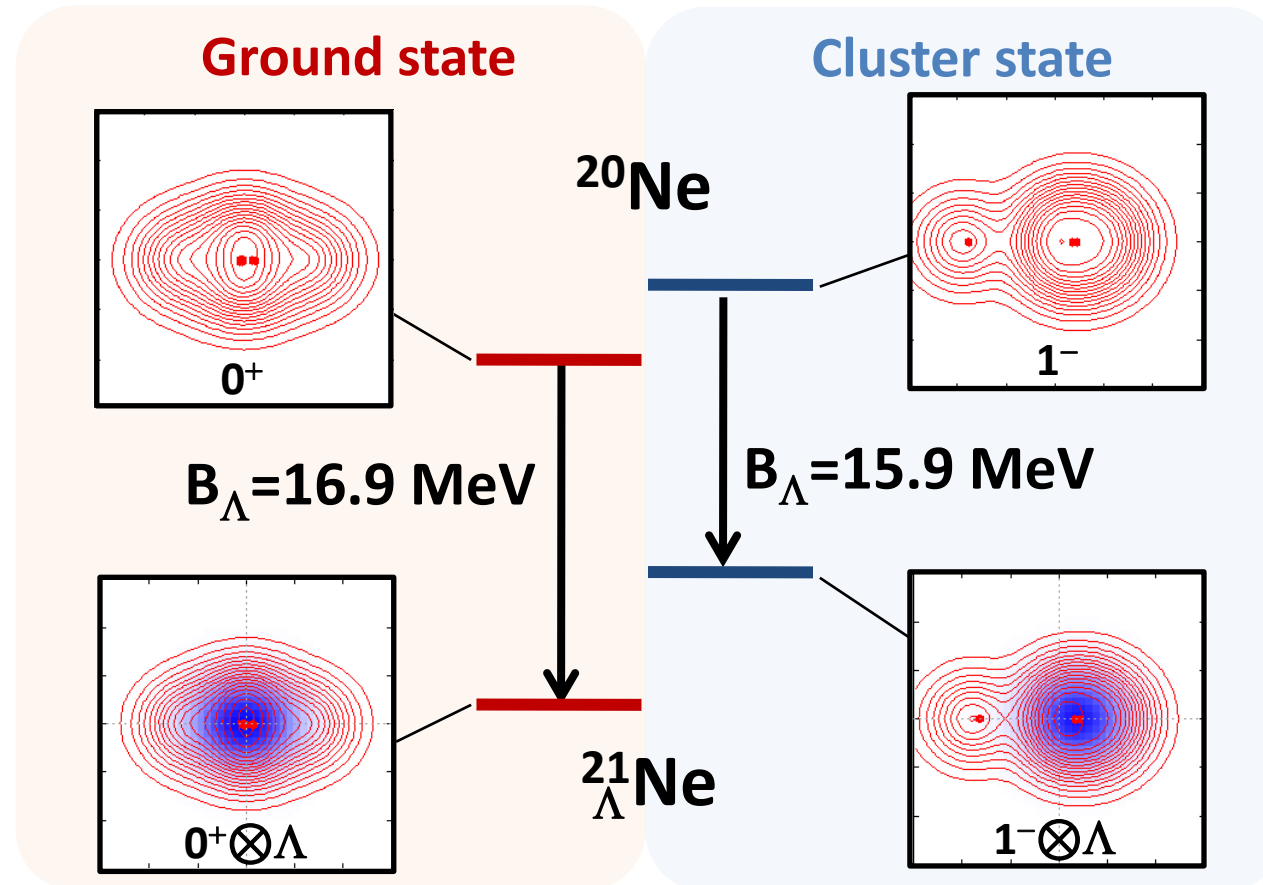 Ground state
Cluster state
²⁰Ne
0⁺
1⁻
B_Λ=16.9 MeV
B_Λ=15.9 MeV
²¹_ΛNe
0⁺⊗Λ
1⁻⊗Λ